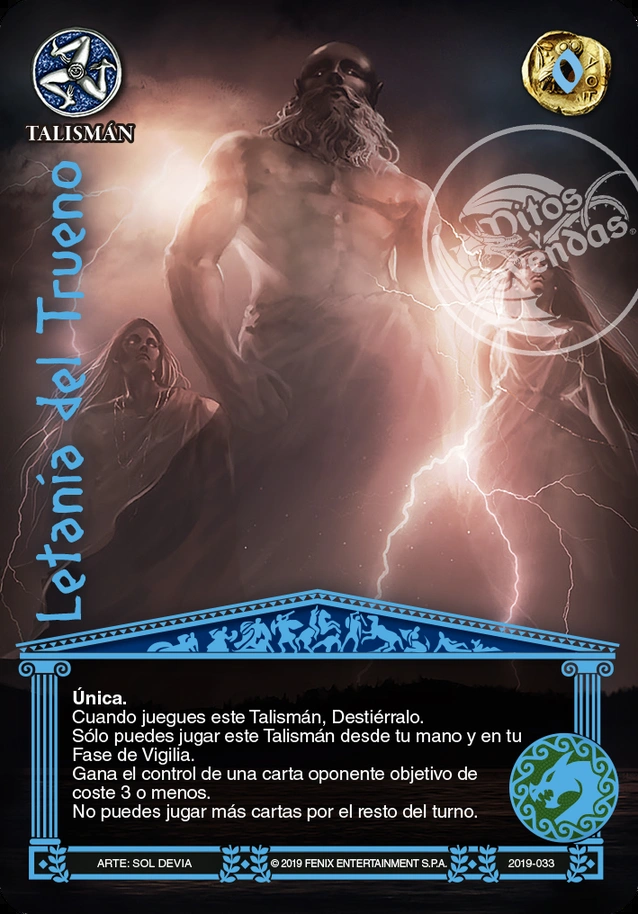 0
TALISMÁN
Mitos
y
Leyendas
Letanía del Trueno
Única.
Cuando juegues este Talismán, Destiérralo.
Sólo puedes jugar este Talismán desde tu mano y en tu
Fase de Vigilia.
Gana el control de una carta oponente objetivo de
coste 3 o menos.
No puedes jugar más cartas por el resto del turno.
ARTE: SOL DEVIA
© 2019 FENIX ENTERTAINMENT S.P.A.
2019-033